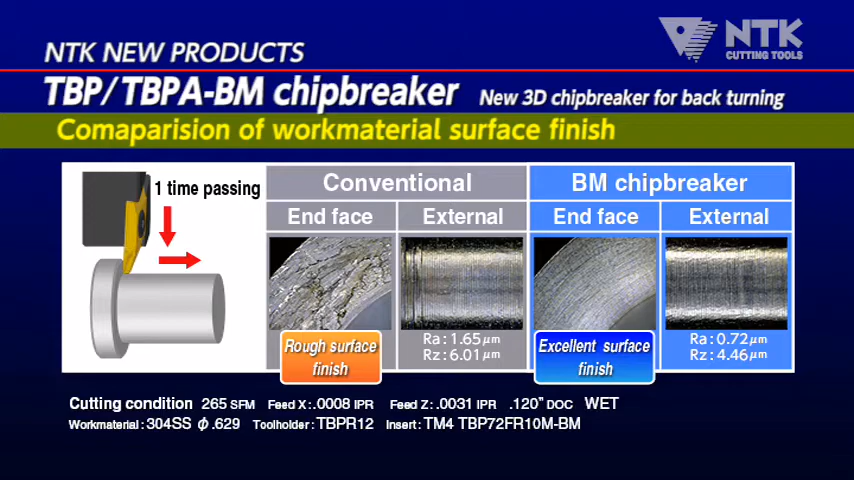 NTK
CUTTING TOOLS
NTK NEW PRODUCTS
TBP/TBPA-BM chipbreaker New 3D chipbreaker for back turning
Comaparision of workmaterial surface finish
1 time passing
Conventional BM chipbreaker
End face External End face External
Rough surface finish
Ra : 1.65μm
Rz : 6.01μm
Excellent surface finish
Ra : 0.72μm
Rz : 4.46μm
Cutting condition 265 SFM Feed X : .0008 IPR Feed Z : .0031 IPR .120" DOC WET
Workmaterial : 304SS φ .629 Toolholder : TBPR12 Insert : TM4 TBP72FR10M-BM